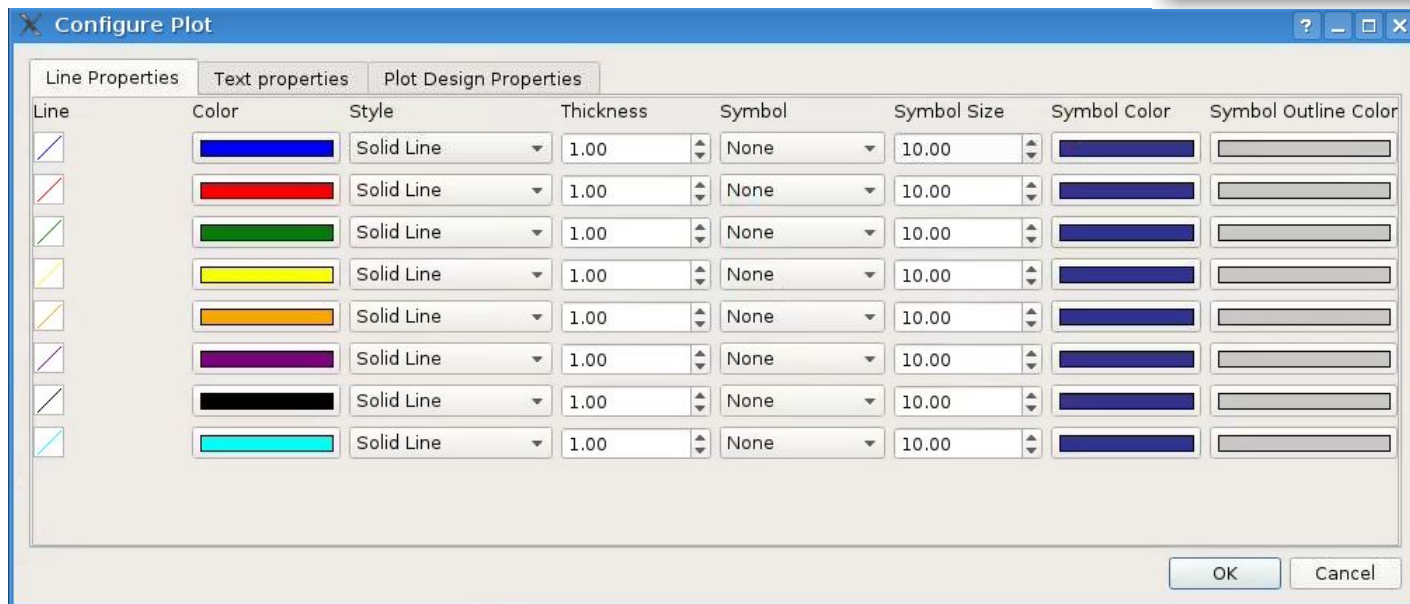 Configure Plot
Line Properties Text properties Plot Design Properties
Line Color Style Thickness Symbol Symbol Size Symbol Color Symbol Outline Color
Solid Line 1.00 None 10.00
Solid Line 1.00 None 10.00
Solid Line 1.00 None 10.00
Solid Line 1.00 None 10.00
Solid Line 1.00 None 10.00
Solid Line 1.00 None 10.00
Solid Line 1.00 None 10.00
Solid Line 1.00 None 10.00
OK Cancel